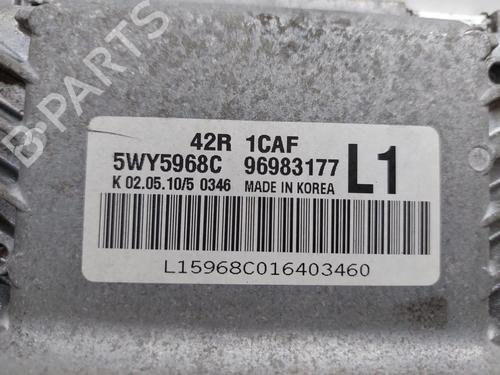 42R 1CAF
5WY5968C 96983177 L1
K 02.05.10/5 0346 MADE IN KOREA
L15968C016403460
B-PARTS